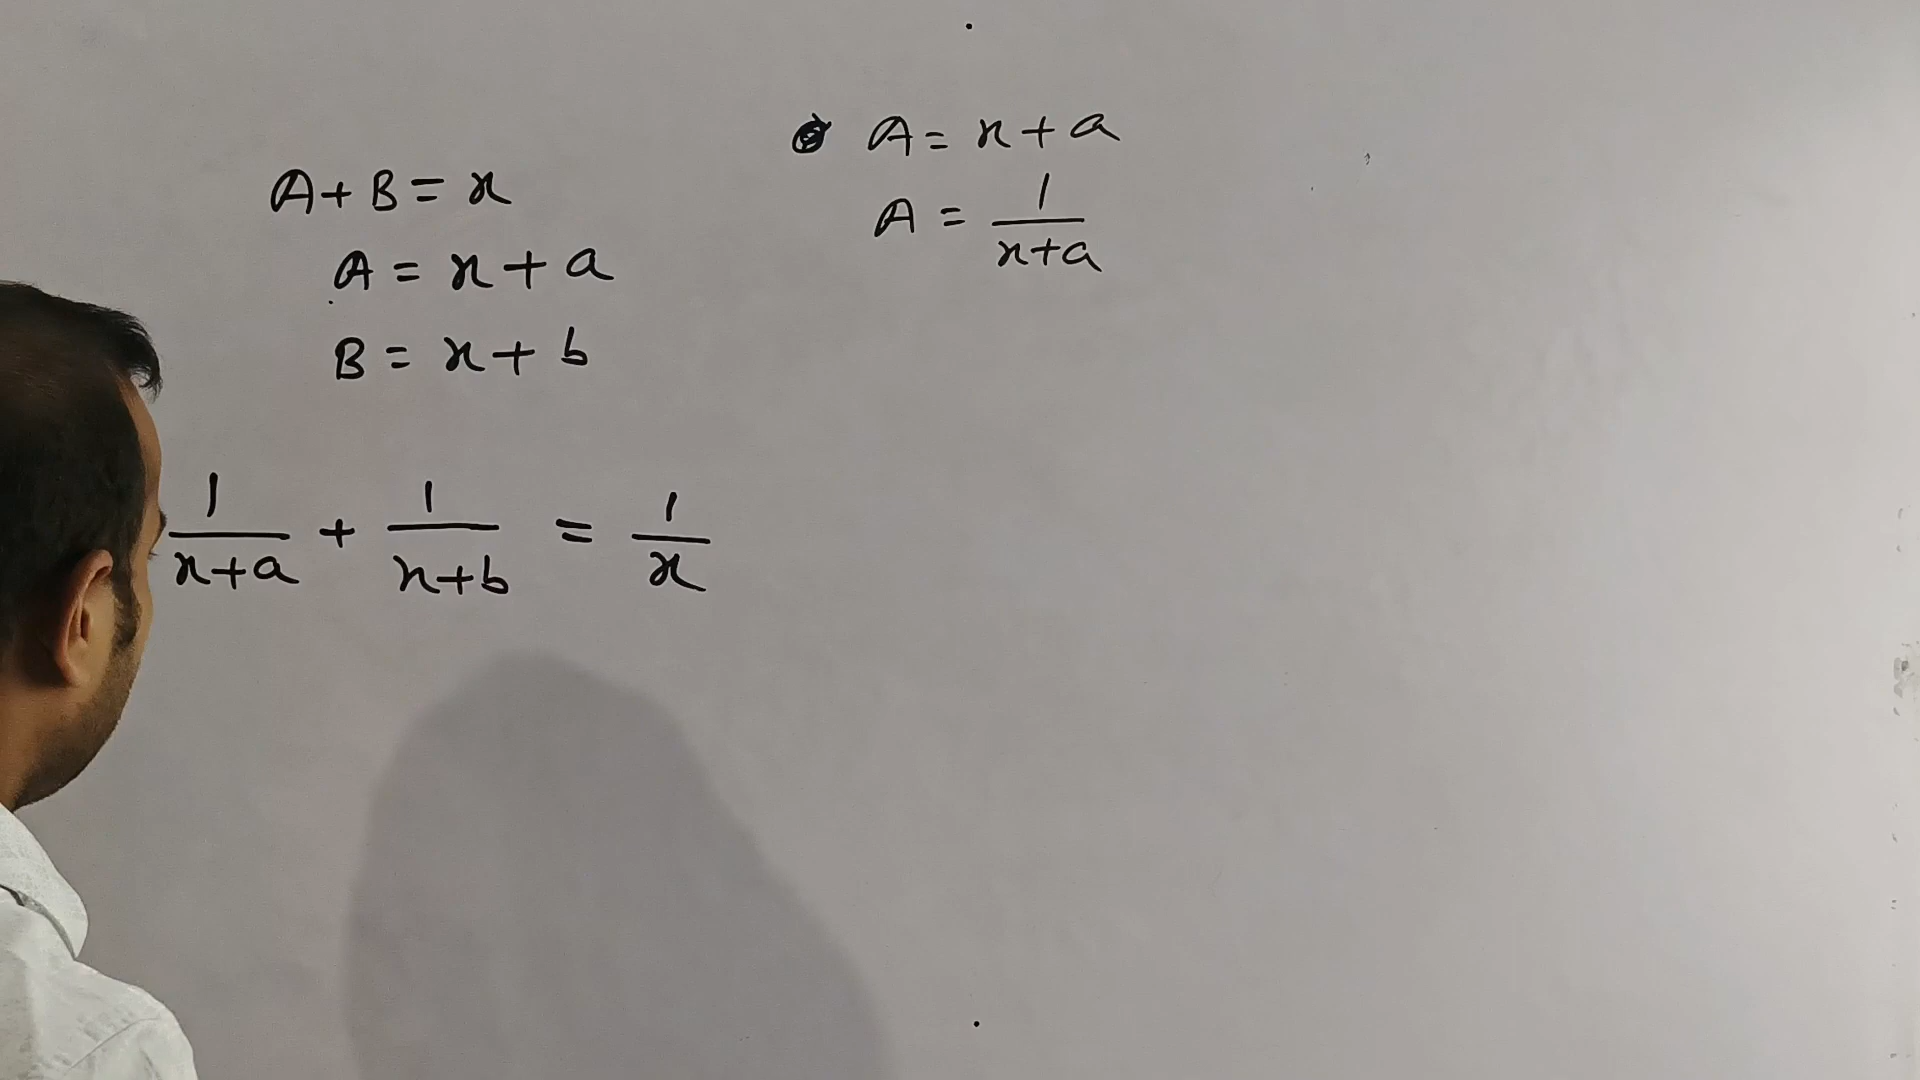 A+B=x
A = x+a
B = x+b
1/(x+a) + 1/(x+b) = 1/x
A = x+a
A = 1/(x+a)